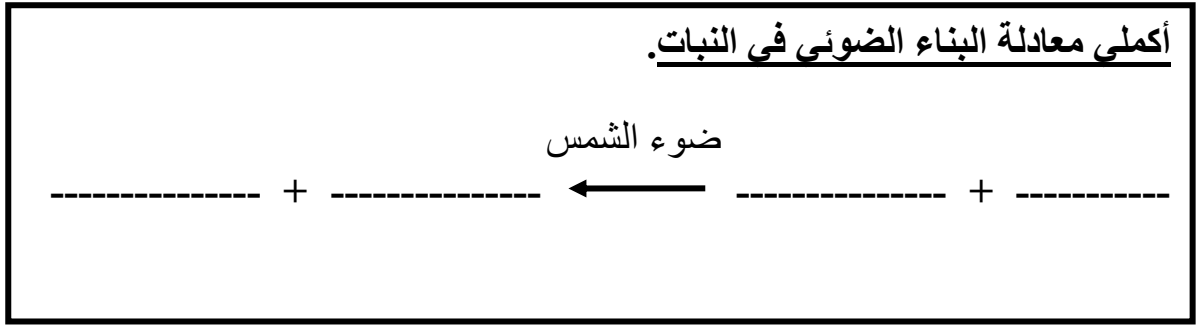 أكملي معادلة البناء الضوئي في النبات.
ضوء الشمس
----------- + --------------- ← --------------- + ---------------